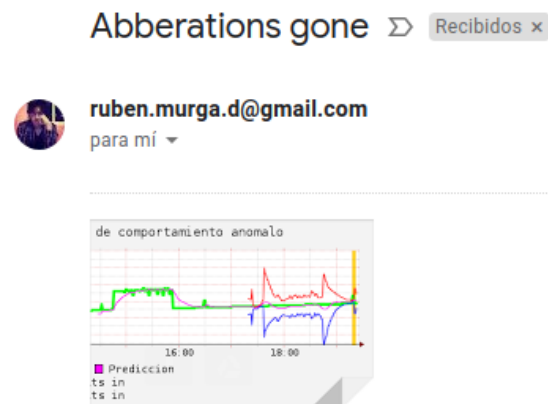 Abberations gone Recibidos ×
ruben.murga.d@gmail.com
para mí
de comportamiento anomalo
16:00 18:00
Prediccion
ts in
ts in